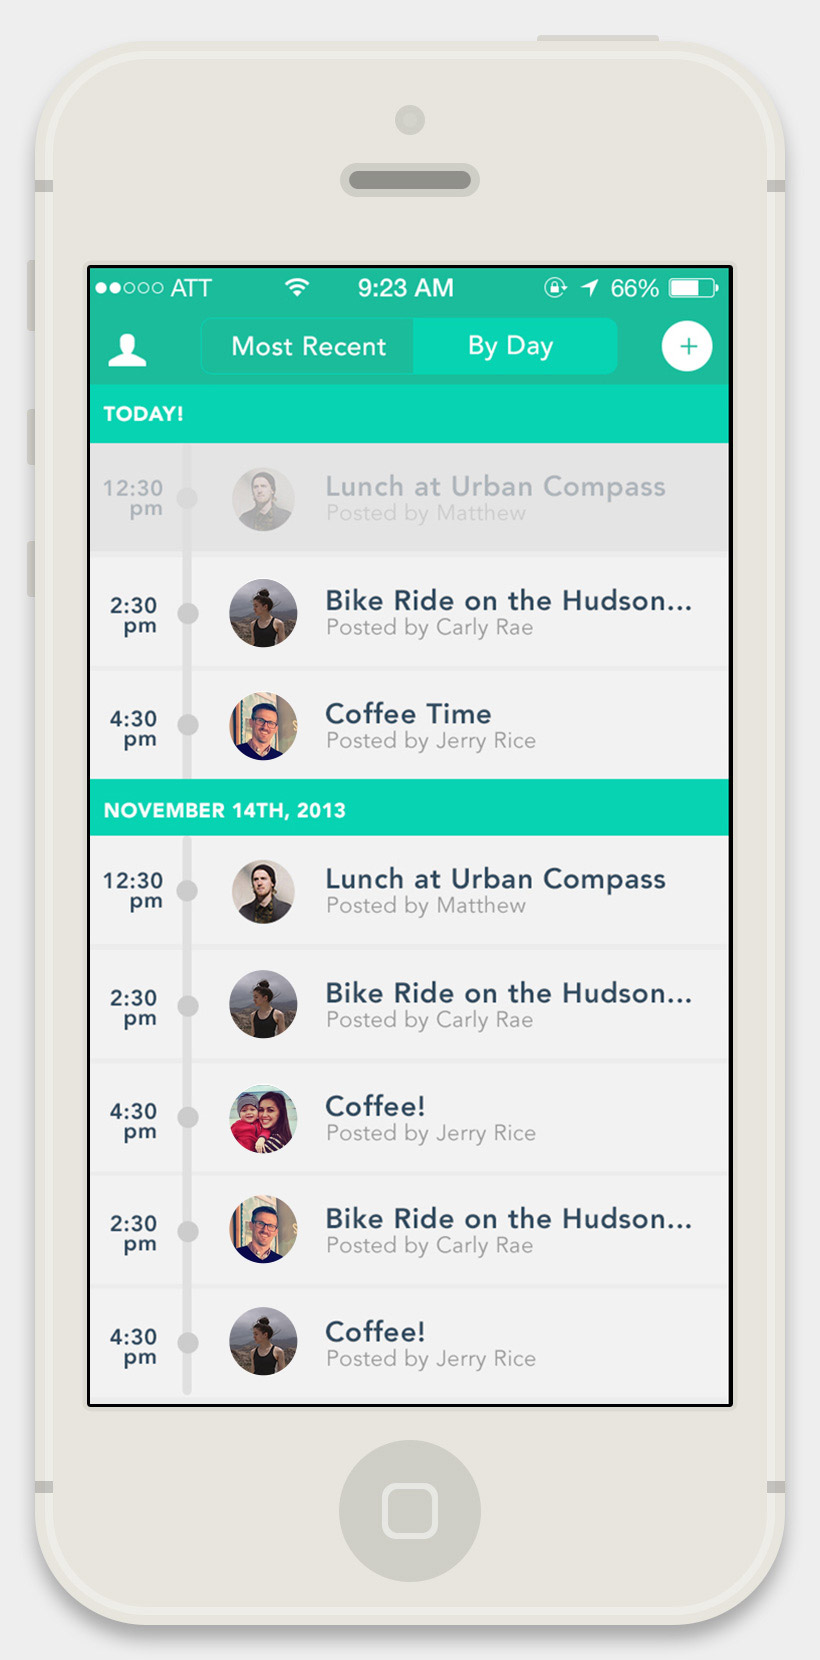 ATT 9:23 AM 66%
Most Recent By Day +
TODAY!
12:30 pm
Lunch at Urban Compass
Posted by Matthew
2:30 pm
Bike Ride on the Hudson...
Posted by Carly Rae
4:30 pm
Coffee Time
Posted by Jerry Rice
NOVEMBER 14TH, 2013
12:30 pm
Lunch at Urban Compass
Posted by Matthew
2:30 pm
Bike Ride on the Hudson...
Posted by Carly Rae
4:30 pm
Coffee!
Posted by Jerry Rice
2:30 pm
Bike Ride on the Hudson...
Posted by Carly Rae
4:30 pm
Coffee!
Posted by Jerry Rice